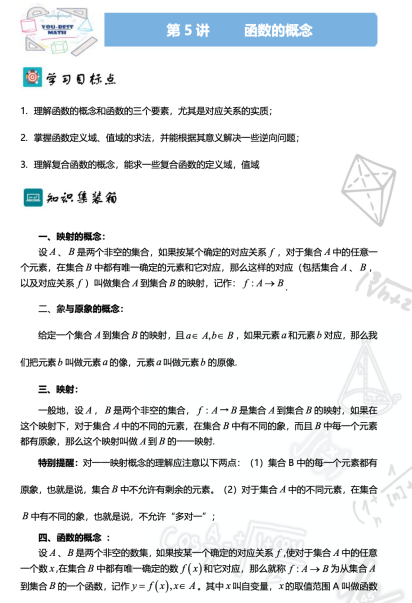 YOU-BEST
MATH
第 5 讲 函数的概念
学习目标点
1. 理解函数的概念和函数的三个要素，尤其是对应关系的实质；
2. 掌握函数定义域、值域的求法，并能根据其意义解决一些逆向问题；
3. 理解复合函数的概念，能求一些复合函数的定义域，值域
知识集装箱
一、映射的概念：
设 A 、 B 是两个非空的集合，如果按某个确定的对应关系 f ，对于集合 A 中的任意一
个元素，在集合 B 中都有唯一确定的元素和它对应，那么这样的对应（包括集合 A 、 B ，
以及对应关系 f ）叫做集合 A 到集合 B 的映射，记作： f : A → B .
二、象与原象的概念：
给定一个集合 A 到集合 B 的映射，且 a∈ A,b∈ B ，如果元素 a 和元素 b 对应，那么我
们把元素 b 叫做元素 a 的像，元素 a 叫做元素 b 的原像.
三、映射：
一般地，设 A ， B 是两个非空的集合， f : A → B 是集合 A 到集合 B 的映射，如果在
这个映射下，对于集合 A 中的不同的元素，在集合 B 中有不同的象，而且 B 中每一个元素
都有原象，那么这个映射叫做 A 到 B 的一一映射.
特别提醒：对一一映射概念的理解应注意以下两点：（1）集合 B 中的每一个元素都有
原象，也就是说，集合 B 中不允许有剩余的元素。（2）对于集合 A 中的不同元素，在集合
B 中有不同的象，也就是说，不允许“多对一”；
四、函数的概念 ：
设 A 、 B 是两个非空的数集，如果按某一个确定的对应关系 f ,使对于集合 A 中的任意
一个数 x ,在集合 B 中都有唯一确定的数 f (x) 和它对应，那么就称 f : A → B 为从集合 A
到集合 B 的一个函数，记作 y = f (x), x∈ A 。其中 x 叫自变量， x 的取值范围 A 叫做函数